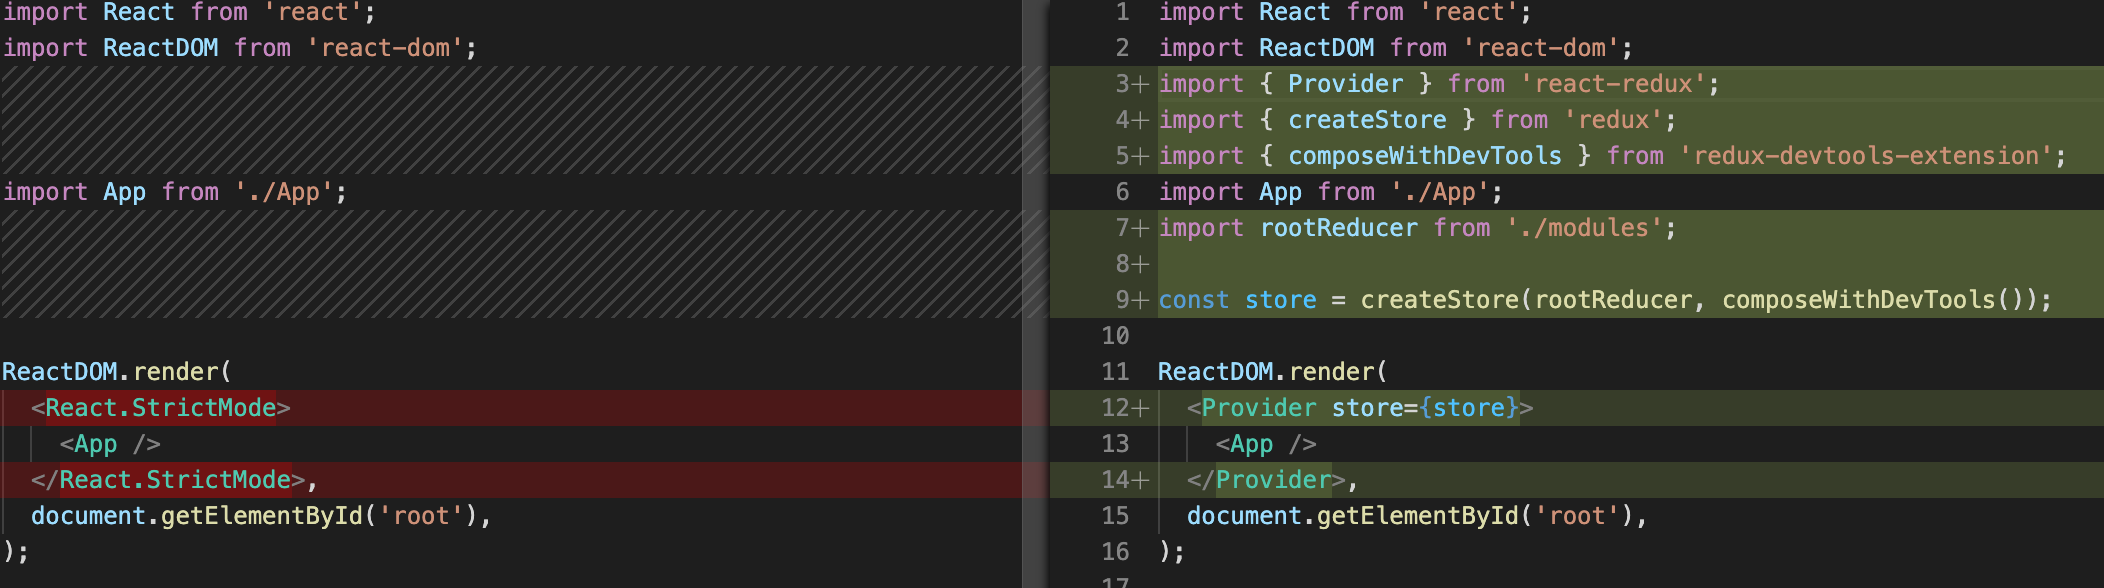 import React from 'react';
import ReactDOM from 'react-dom';
import App from './App';
ReactDOM.render(
  <React.StrictMode>
    <App />
  </React.StrictMode>,
  document.getElementById('root'),
);
1 import React from 'react';
2 import ReactDOM from 'react-dom';
3+ import { Provider } from 'react-redux';
4+ import { createStore } from 'redux';
5+ import { composeWithDevTools } from 'redux-devtools-extension';
6 import App from './App';
7+ import rootReducer from './modules';
8+
9+ const store = createStore(rootReducer, composeWithDevTools());
10
11 ReactDOM.render(
12+   <Provider store={store}>
13     <App />
14+   </Provider>,
15   document.getElementById('root'),
16 );
17